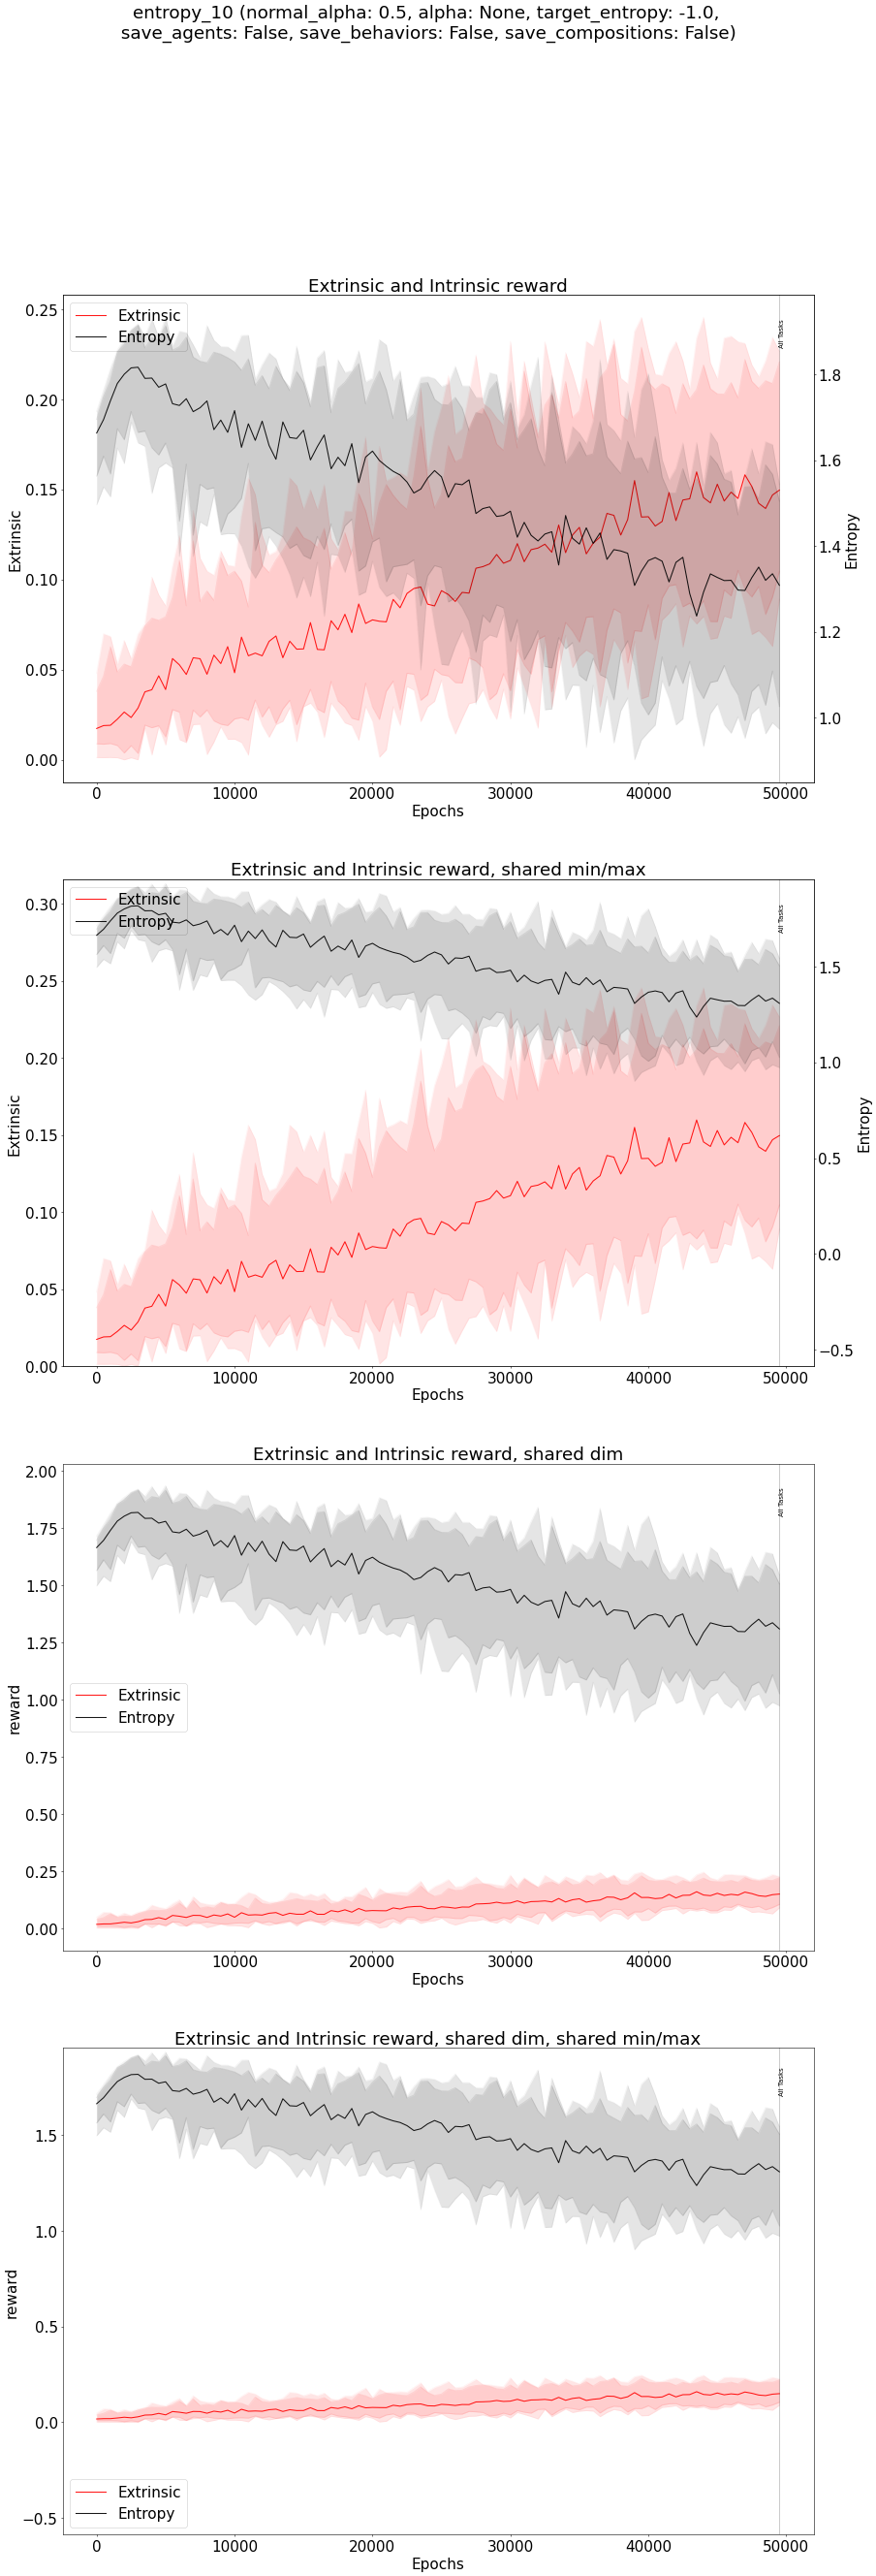 entropy_10 (normal_alpha: 0.5, alpha: None, target_entropy: -1.0,
save_agents: False, save_behaviors: False, save_compositions: False)
Extrinsic and Intrinsic reward
Extrinsic
Entropy
All Tasks
0.25
0.20
0.15
0.10
0.05
0.00
Extrinsic
1.8
1.6
1.4
1.2
1.0
Entropy
0 10000 20000 30000 40000 50000
Epochs
Extrinsic and Intrinsic reward, shared min/max
Extrinsic
Entropy
All Tasks
0.30
0.25
0.20
0.15
0.10
0.05
0.00
Extrinsic
1.5
1.0
0.5
0.0
−0.5
Entropy
0 10000 20000 30000 40000 50000
Epochs
Extrinsic and Intrinsic reward, shared dim
All Tasks
2.00
1.75
1.50
1.25
1.00
0.75
0.50
0.25
0.00
reward
Extrinsic
Entropy
0 10000 20000 30000 40000 50000
Epochs
Extrinsic and Intrinsic reward, shared dim, shared min/max
All Tasks
1.5
1.0
0.5
0.0
−0.5
reward
Extrinsic
Entropy
0 10000 20000 30000 40000 50000
Epochs